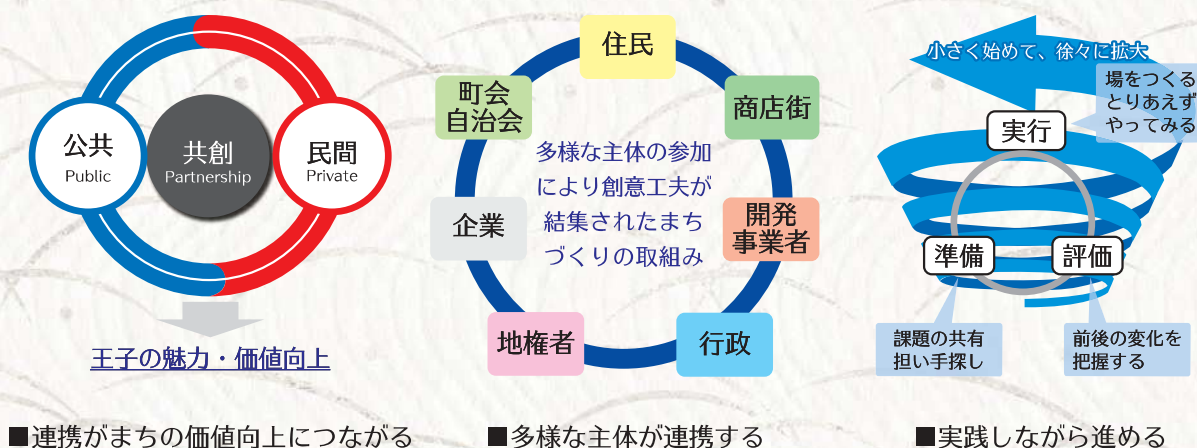 公共
Public
共創
Partnership
民間
Private
王子の魅力・価値向上
■連携がまちの価値向上につながる
住民
町会
自治会
商店街
多様な主体の参加
により創意工夫が
結集されたまち
づくりの取組み
企業
開発
事業者
地権者
行政
■多様な主体が連携する
小さく始めて、徐々に拡大
場をつくる
とりあえず
やってみる
実行
準備
評価
課題の共有
担い手探し
前後の変化を
把握する
■実践しながら進める